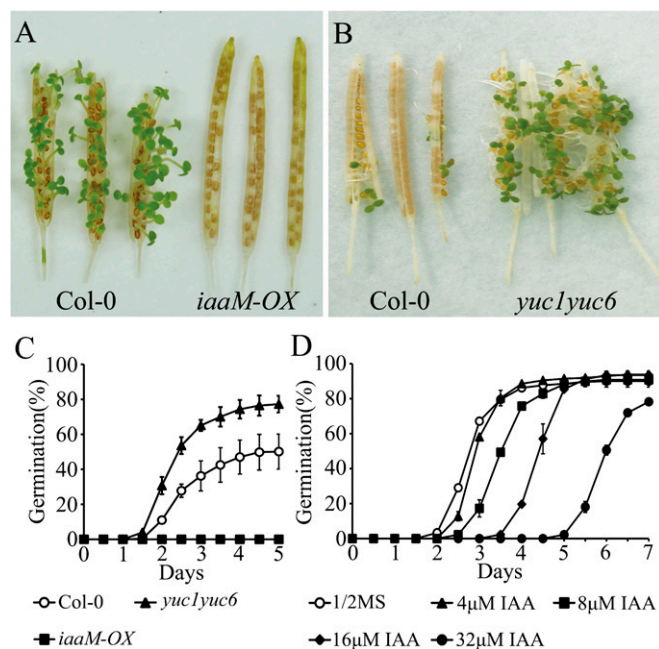 A
B
Col-0 iaaM-OX
Col-0 yuc1yuc6
C
Germination(%)
100
80
60
40
20
0
0 1 2 3 4 5
Days
Col-0 yuc1yuc6
iaaM-OX
D
Germination(%)
100
80
60
40
20
0
0 1 2 3 4 5 6 7
Days
1/2MS 4μM IAA 8μM IAA
16μM IAA 32μM IAA